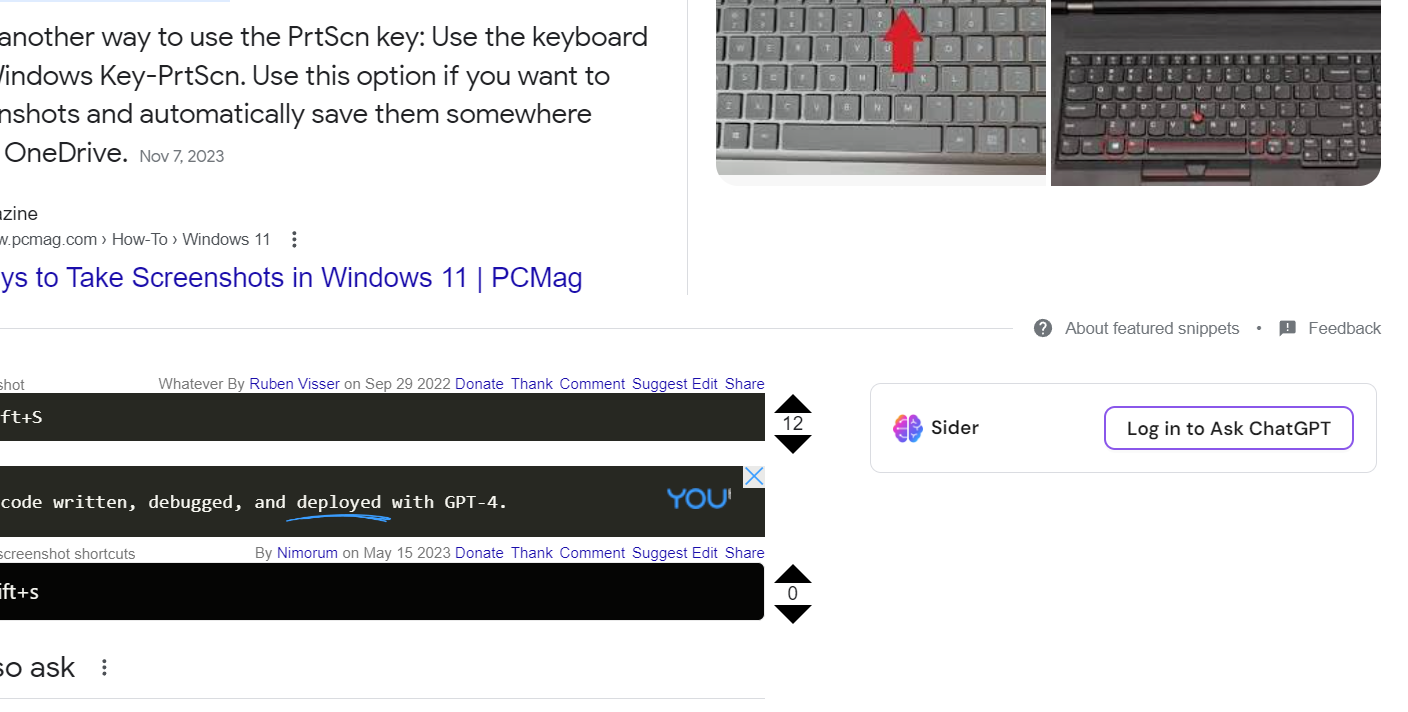 another way to use the PrtScn key: Use the keyboard
Windows Key-PrtScn. Use this option if you want to
nshots and automatically save them somewhere
OneDrive. Nov 7, 2023
azine
w.pcmag.com › How-To › Windows 11
ys to Take Screenshots in Windows 11 | PCMag
About featured snippets • Feedback
shot Whatever By Ruben Visser on Sep 29 2022 Donate Thank Comment Suggest Edit Share
ft+S
12
Sider
Log in to Ask ChatGPT
code written, debugged, and deployed with GPT-4.
YOU
screenshot shortcuts By Nimorum on May 15 2023 Donate Thank Comment Suggest Edit Share
ift+s
0
so ask